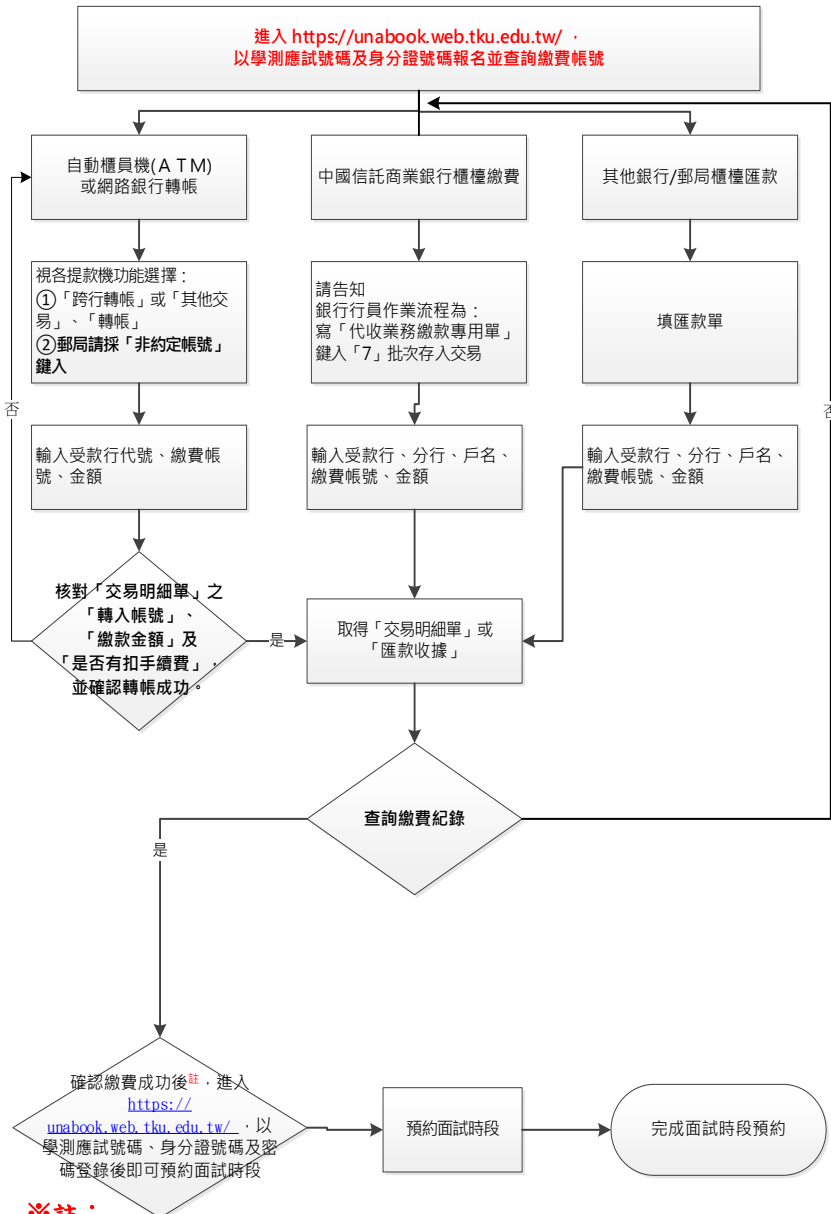 進入 https://unabook.web.tku.edu.tw/ ，
以學測應試號碼及身分證號碼報名並查詢繳費帳號
自動櫃員機(ＡＴＭ)
或網路銀行轉帳
中國信託商業銀行櫃檯繳費
其他銀行/郵局櫃檯匯款
視各提款機功能選擇：
①「跨行轉帳」或「其他交
易」、「轉帳」
②郵局請採「非約定帳號」
鍵入
請告知
銀行行員作業流程為：
寫「代收業務繳款專用單」
鍵入「7」批次存入交易
填匯款單
否
否
輸入受款行代號、繳費帳
號、金額
輸入受款行、分行、戶名、
繳費帳號、金額
輸入受款行、分行、戶名、
繳費帳號、金額
核對「交易明細單」之
「轉入帳號」、
「繳款金額」及
「是否有扣手續費」，
並確認轉帳成功。
是
取得「交易明細單」或
「匯款收據」
查詢繳費紀錄
是
確認繳費成功後註，進入
https://
unabook.web.tku.edu.tw/ ，以
學測應試號碼、身分證號碼及密
碼登錄後即可預約面試時段
預約面試時段
完成面試時段預約
※註：